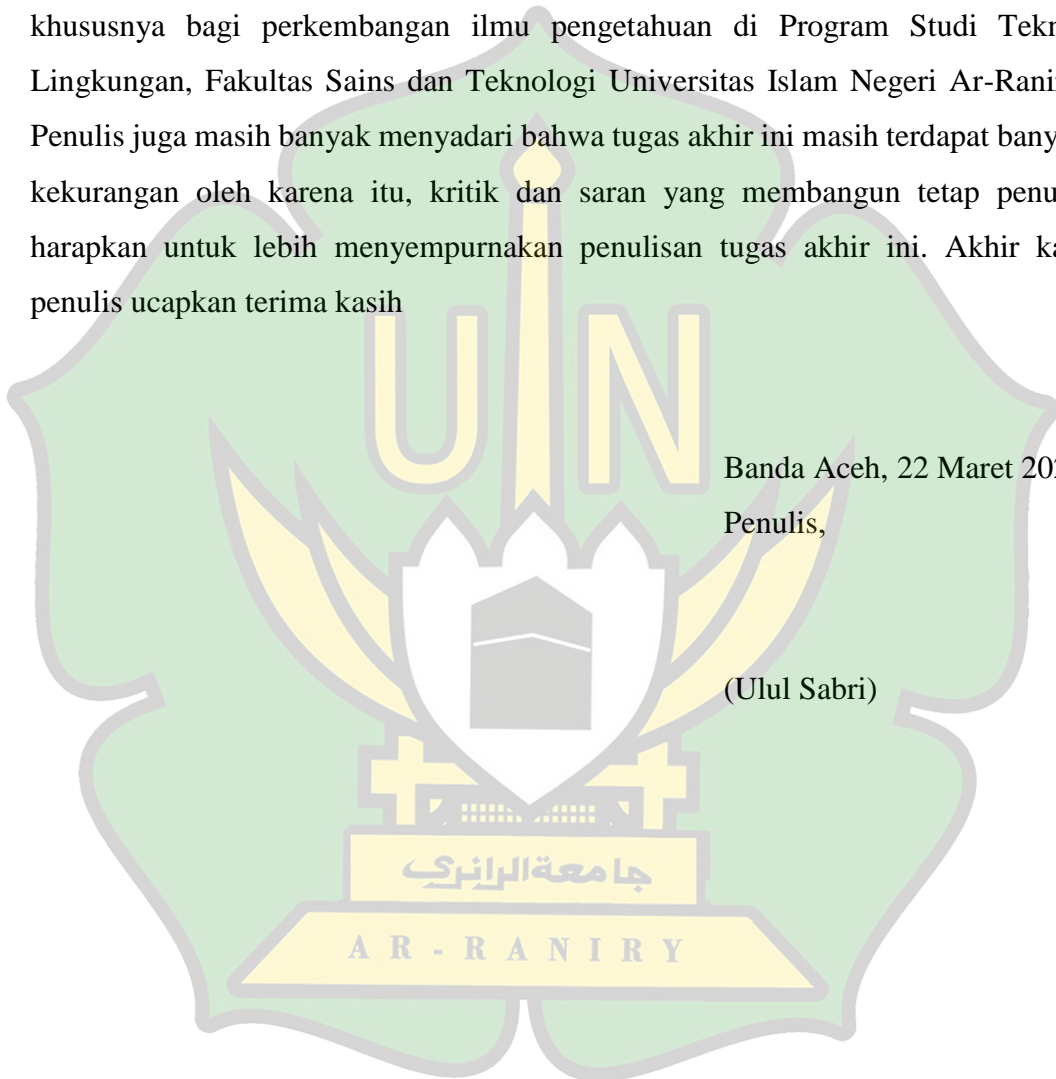 khususnya bagi perkembangan ilmu pengetahuan di Program Studi Tekn
Lingkungan, Fakultas Sains dan Teknologi Universitas Islam Negeri Ar-Rani
Penulis juga masih banyak menyadari bahwa tugas akhir ini masih terdapat bany
kekurangan oleh karena itu, kritik dan saran yang membangun tetap penu
harapkan untuk lebih menyempurnakan penulisan tugas akhir ini. Akhir ka
penulis ucapkan terima kasih
UIN
Banda Aceh, 22 Maret 202
Penulis,
(Ulul Sabri)
جامعةالرانري
AR-RANIRY